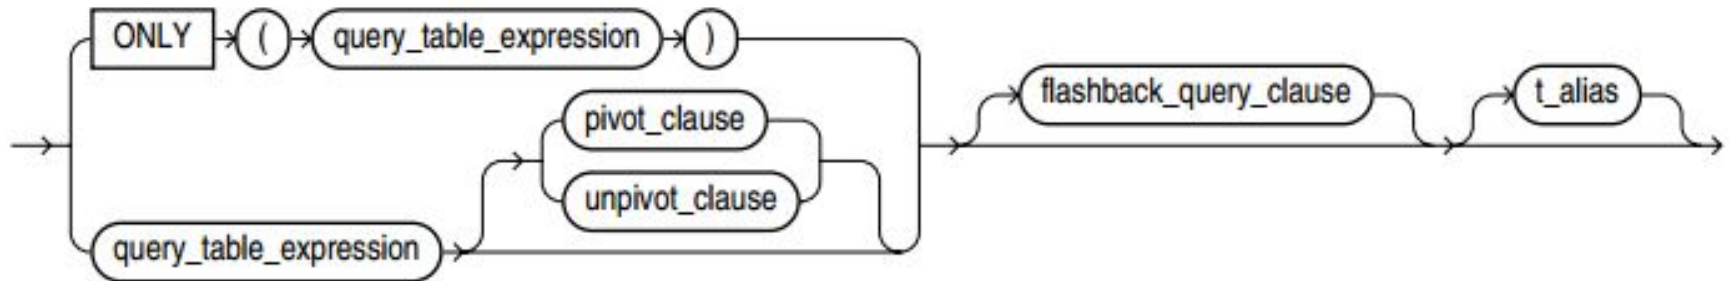 ONLY ( query_table_expression )
flashback_query_clause
t_alias
pivot_clause
unpivot_clause
query_table_expression